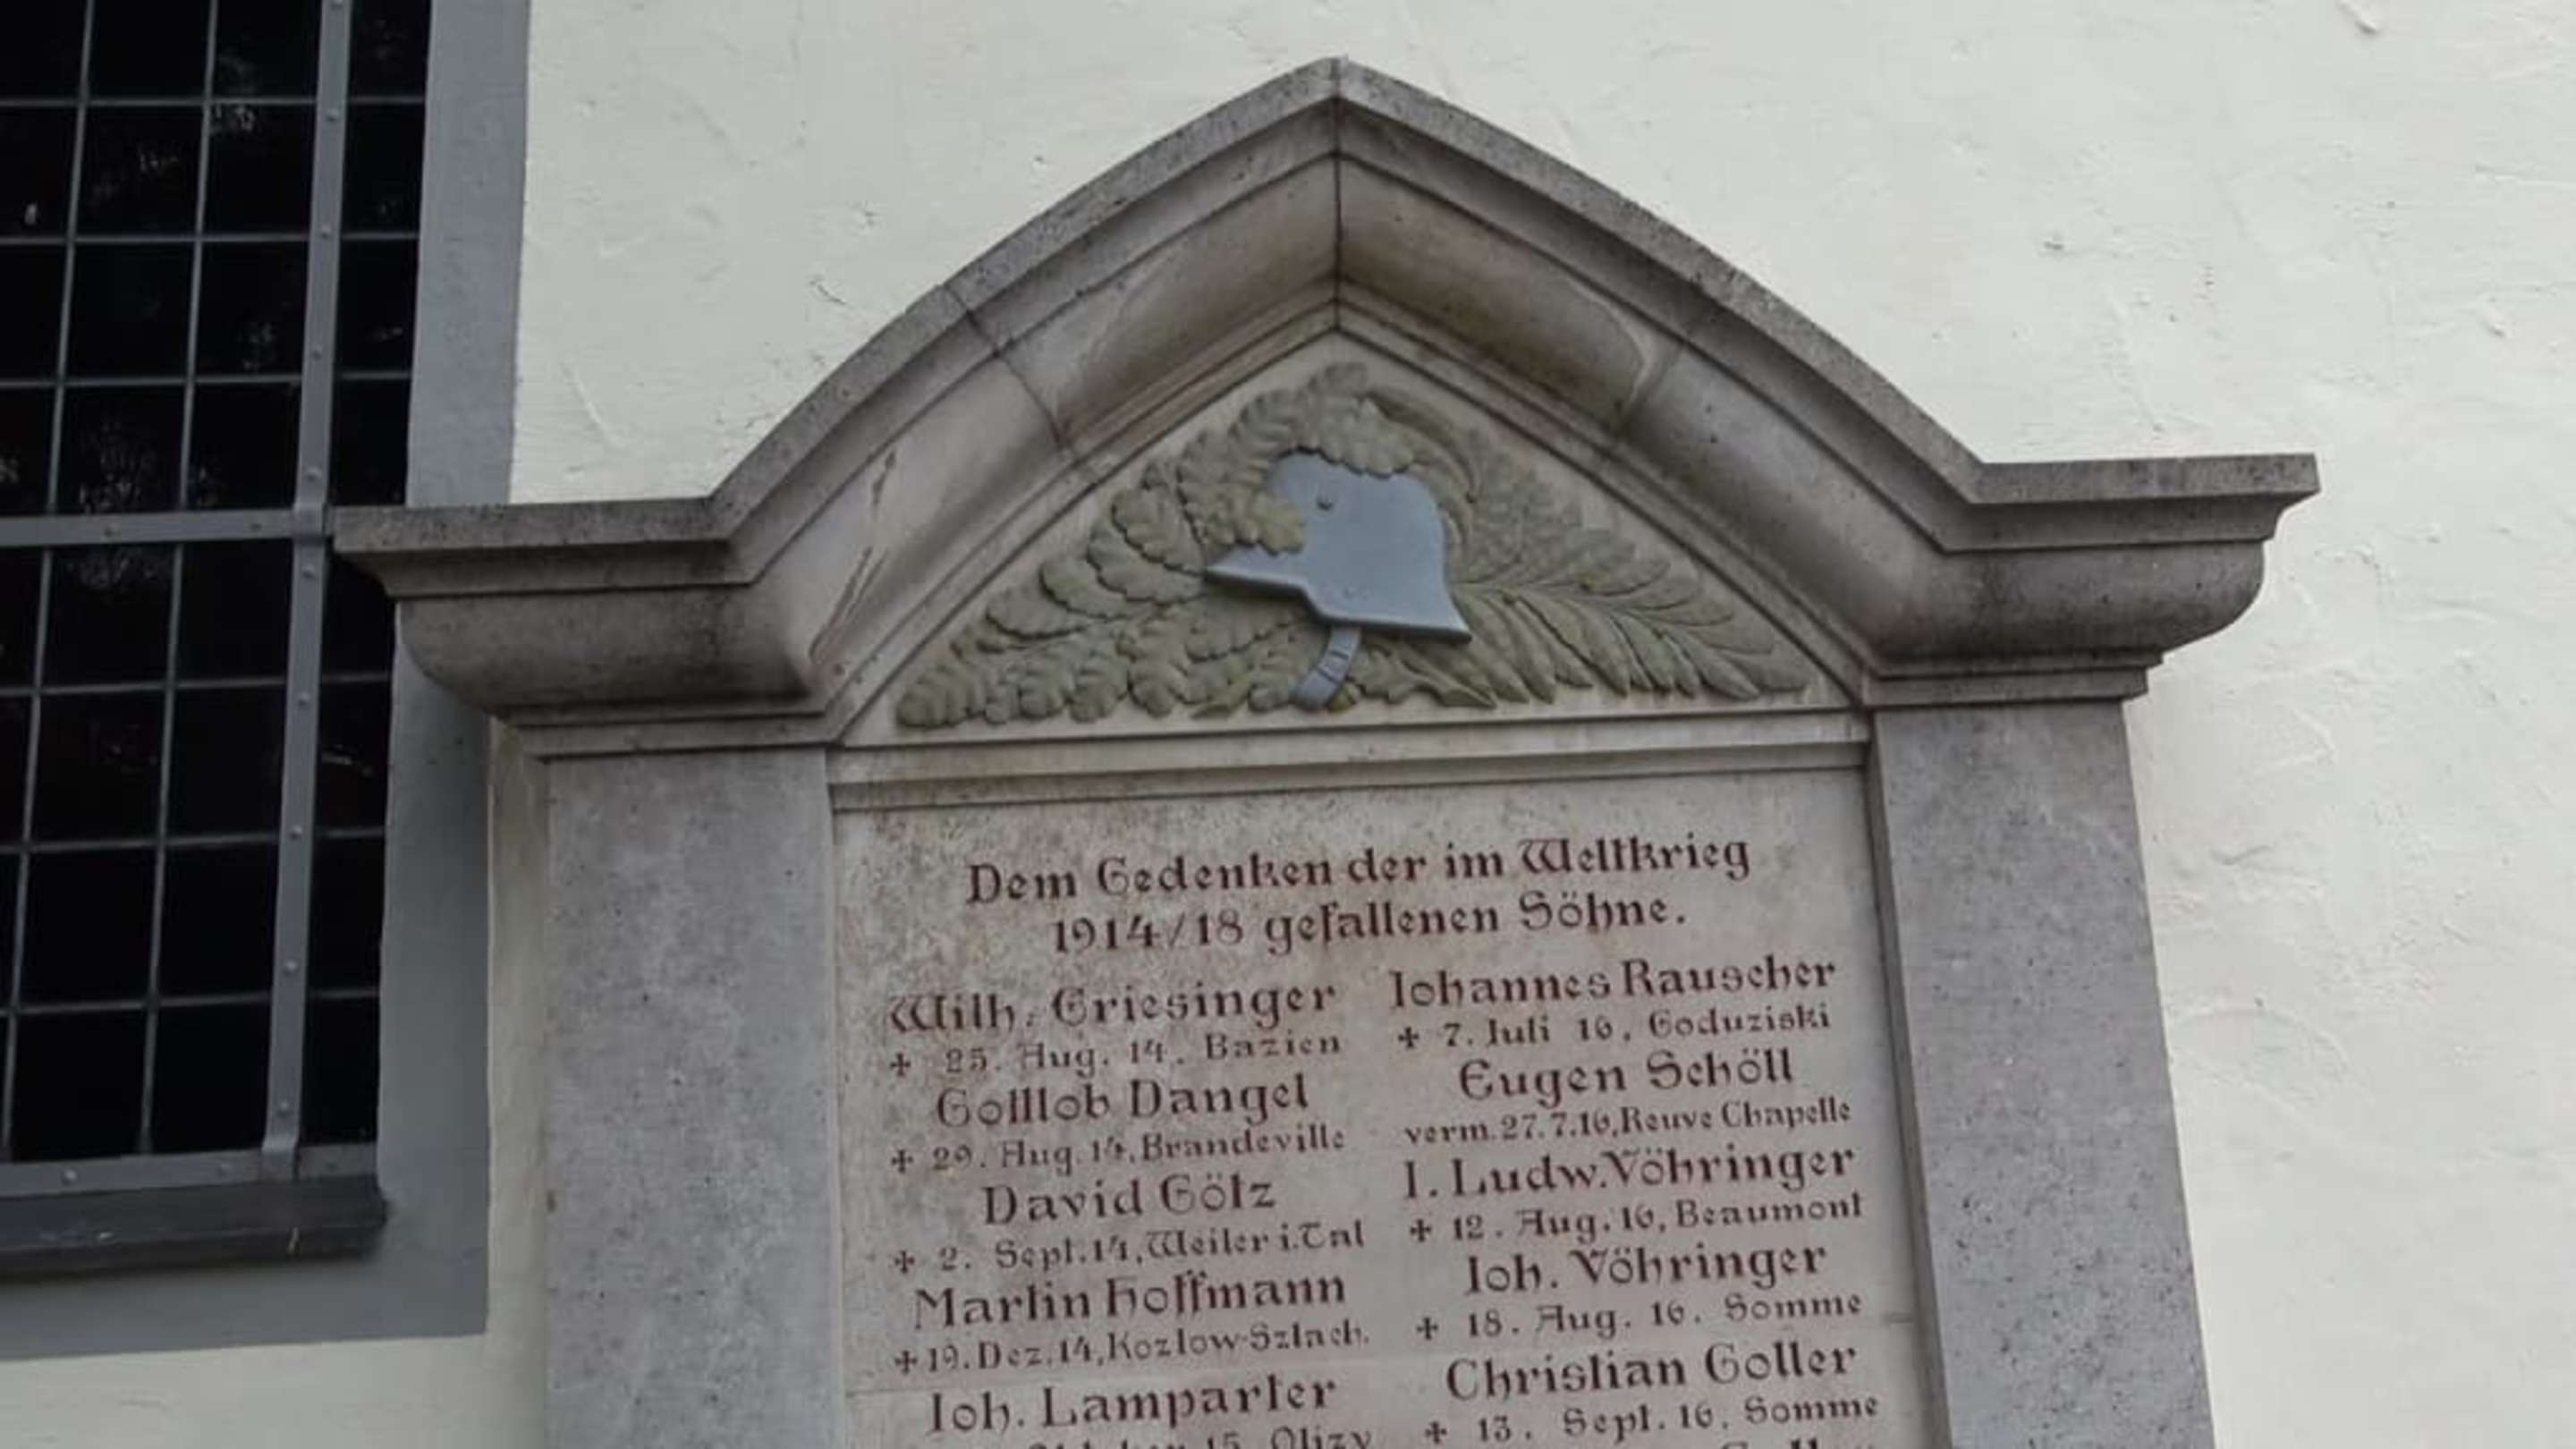 Dem Gedenken der im Weltkrieg
1914/18 gefallenen Söhne.
Wilh. Griesinger
+ 25. Aug. 14. Bazien
Gottlob Dangel
+ 29. Aug. 14, Brandeville
David Götz
+ 2. Sept. 14, Weiler i. Tal
Martin Hoffmann
+ 19. Dez. 14, Kozlow-Szlach.
Joh. Lamparter
15, Olizy
Johannes Rauscher
+ 7. Juli 16, Goduziski
Eugen Schöll
verm. 27.7.16, Neuve Chapelle
J. Ludw. Vöhringer
+ 12. Aug. 16, Beaumont
Joh. Vöhringer
+ 18. Aug. 16. Somme
Christian Goller
+ 13. Sept. 16. Somme